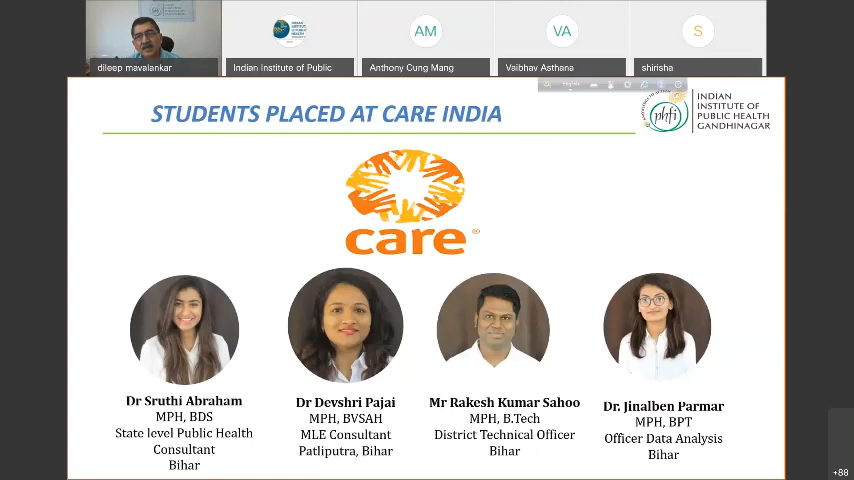 dileep mavalankar
Indian Institute of Public
AM
Anthony Cung Mang
VA
Vaibhav Asthana
S
shirisha
English
STUDENTS PLACED AT CARE INDIA
phfi
INDIAN
INSTITUTE OF
PUBLIC HEALTH
GANDHINAGAR
care®
Dr Sruthi Abraham
MPH, BDS
State level Public Health
Consultant
Bihar
Dr Devshri Pajai
MPH, BVSAH
MLE Consultant
Patliputra, Bihar
Mr Rakesh Kumar Sahoo
MPH, B.Tech
District Technical Officer
Bihar
Dr. Jinalben Parmar
MPH, BPT
Officer Data Analysis
Bihar
+88